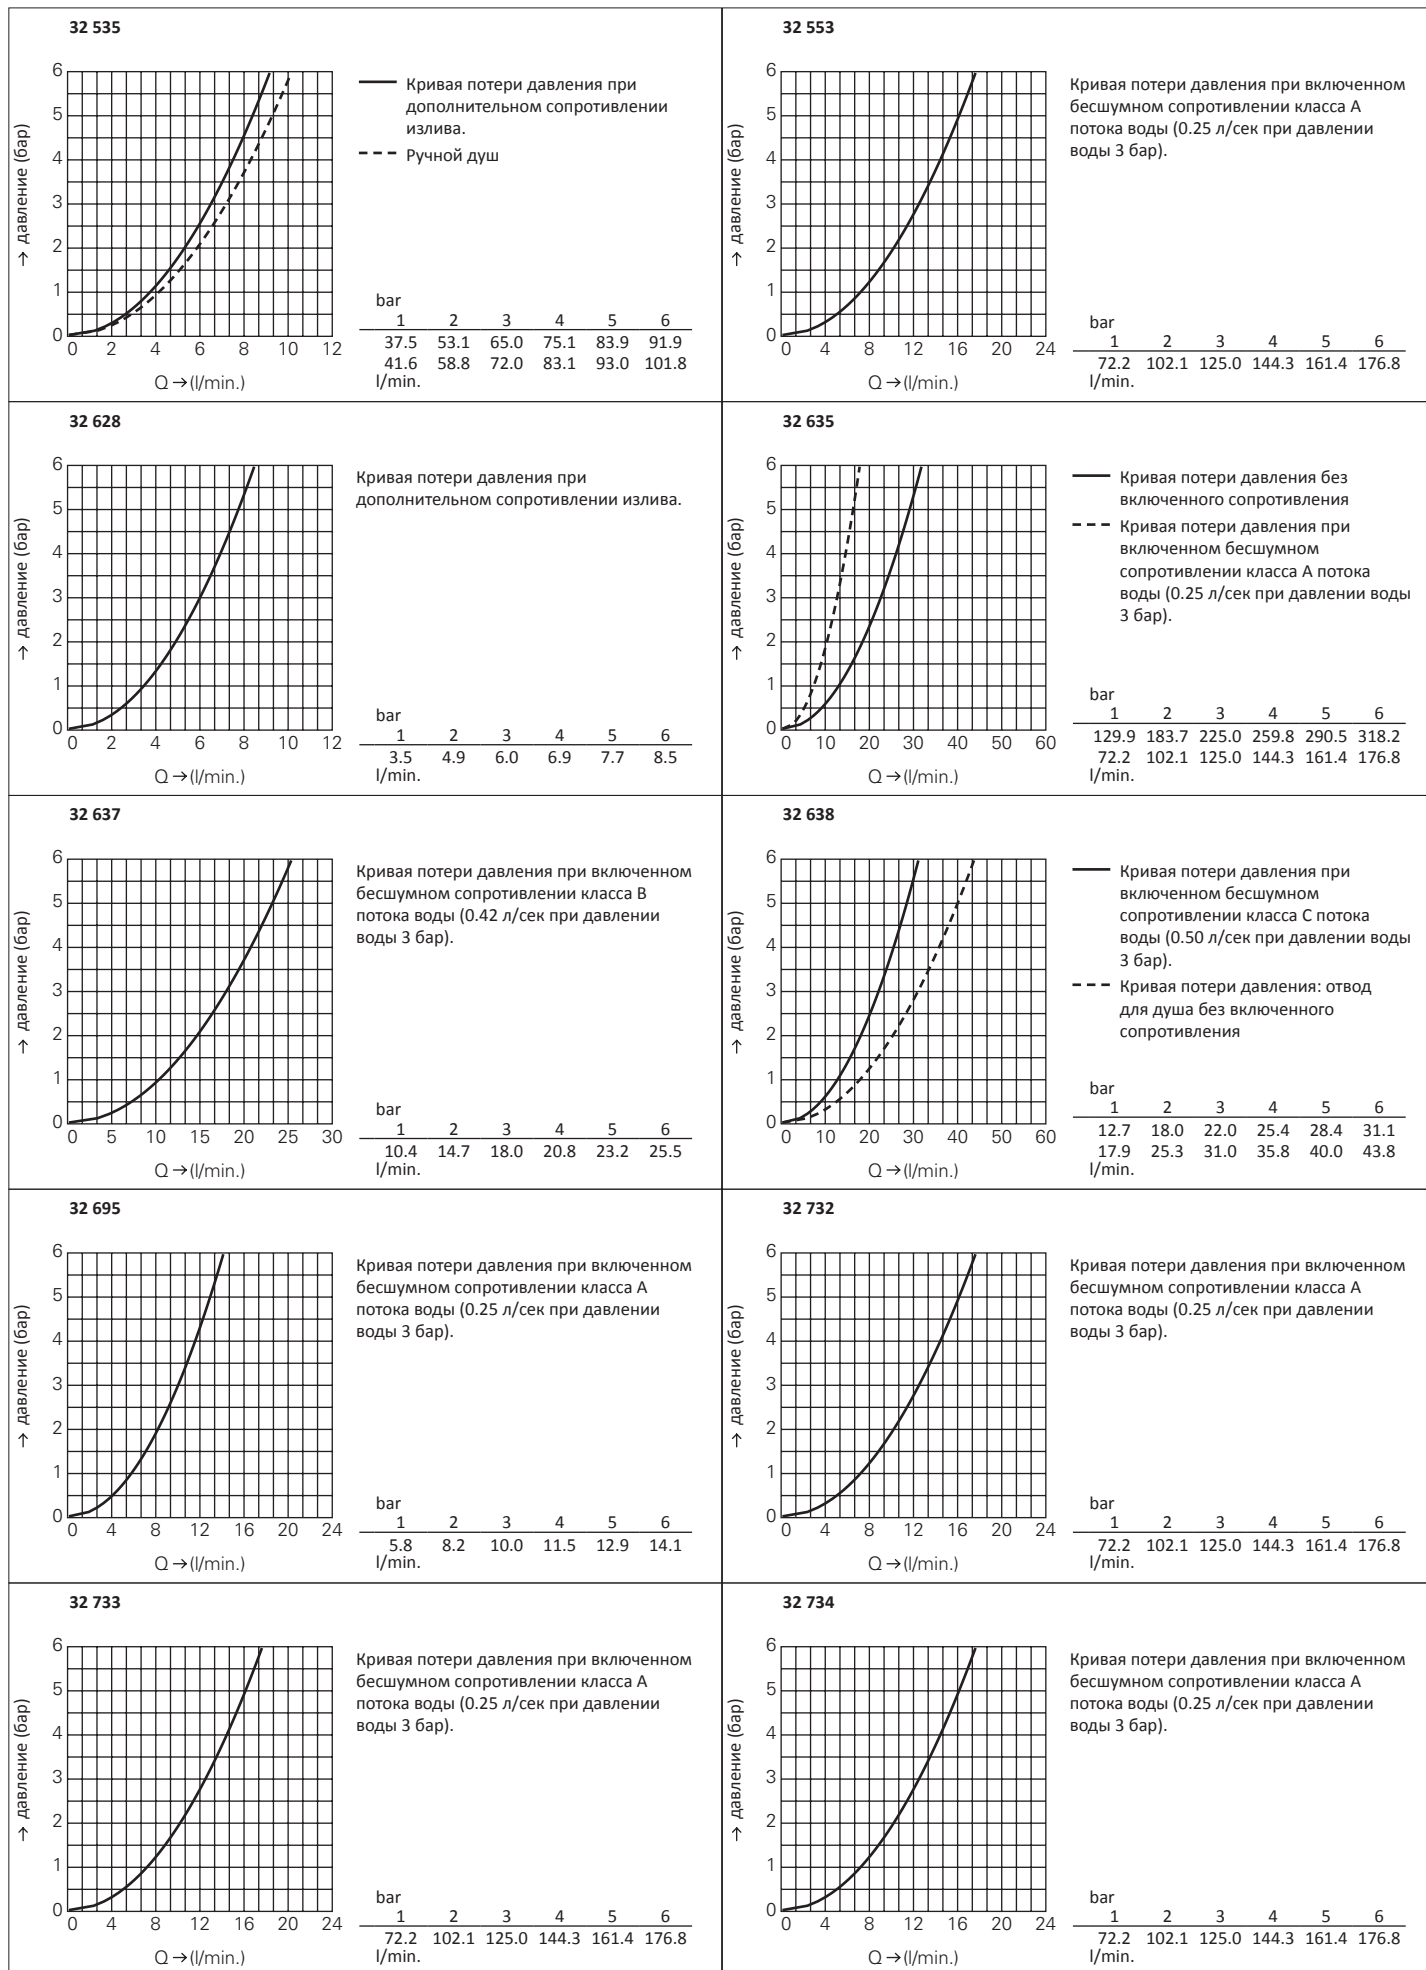 32 535
6
5
4
3
2
1
0
0 2 4 6 8 10 12
→ давление (бар)
Q → (l/min.)
Кривая потери давления при
дополнительном сопротивлении
излива.
Ручной душ
bar
1 2 3 4 5 6
37.5 53.1 65.0 75.1 83.9 91.9
41.6 58.8 72.0 83.1 93.0 101.8
l/min.
32 553
6
5
4
3
2
1
0
0 4 8 12 16 20 24
→ давление (бар)
Q → (l/min.)
Кривая потери давления при включенном
бесшумном сопротивлении класса А
потока воды (0.25 л/сек при давлении
воды 3 бар).
bar
1 2 3 4 5 6
72.2 102.1 125.0 144.3 161.4 176.8
l/min.
32 628
6
5
4
3
2
1
0
0 2 4 6 8 10 12
→ давление (бар)
Q → (l/min.)
Кривая потери давления при
дополнительном сопротивлении излива.
bar
1 2 3 4 5 6
3.5 4.9 6.0 6.9 7.7 8.5
l/min.
32 635
6
5
4
3
2
1
0
0 10 20 30 40 50 60
→ давление (бар)
Q → (l/min.)
Кривая потери давления без
включенного сопротивления
Кривая потери давления при
включенном бесшумном
сопротивлении класса А потока
воды (0.25 л/сек при давлении воды
3 бар).
bar
1 2 3 4 5 6
129.9 183.7 225.0 259.8 290.5 318.2
72.2 102.1 125.0 144.3 161.4 176.8
l/min.
32 637
6
5
4
3
2
1
0
0 5 10 15 20 25 30
→ давление (бар)
Q → (l/min.)
Кривая потери давления при включенном
бесшумном сопротивлении класса В
потока воды (0.42 л/сек при давлении
воды 3 бар).
bar
1 2 3 4 5 6
10.4 14.7 18.0 20.8 23.2 25.5
l/min.
32 638
6
5
4
3
2
1
0
0 10 20 30 40 50 60
→ давление (бар)
Q → (l/min.)
Кривая потери давления при
включенном бесшумном
сопротивлении класса С потока
воды (0.50 л/сек при давлении воды
3 бар).
Кривая потери давления: отвод
для душа без включенного
сопротивления
bar
1 2 3 4 5 6
12.7 18.0 22.0 25.4 28.4 31.1
17.9 25.3 31.0 35.8 40.0 43.8
l/min.
32 695
6
5
4
3
2
1
0
0 4 8 12 16 20 24
→ давление (бар)
Q → (l/min.)
Кривая потери давления при включенном
бесшумном сопротивлении класса А
потока воды (0.25 л/сек при давлении
воды 3 бар).
bar
1 2 3 4 5 6
5.8 8.2 10.0 11.5 12.9 14.1
l/min.
32 732
6
5
4
3
2
1
0
0 4 8 12 16 20 24
→ давление (бар)
Q → (l/min.)
Кривая потери давления при включенном
бесшумном сопротивлении класса А
потока воды (0.25 л/сек при давлении
воды 3 бар).
bar
1 2 3 4 5 6
72.2 102.1 125.0 144.3 161.4 176.8
l/min.
32 733
6
5
4
3
2
1
0
0 4 8 12 16 20 24
→ давление (бар)
Q → (l/min.)
Кривая потери давления при включенном
бесшумном сопротивлении класса А
потока воды (0.25 л/сек при давлении
воды 3 бар).
bar
1 2 3 4 5 6
72.2 102.1 125.0 144.3 161.4 176.8
l/min.
32 734
6
5
4
3
2
1
0
0 4 8 12 16 20 24
→ давление (бар)
Q → (l/min.)
Кривая потери давления при включенном
бесшумном сопротивлении класса А
потока воды (0.25 л/сек при давлении
воды 3 бар).
bar
1 2 3 4 5 6
72.2 102.1 125.0 144.3 161.4 176.8
l/min.